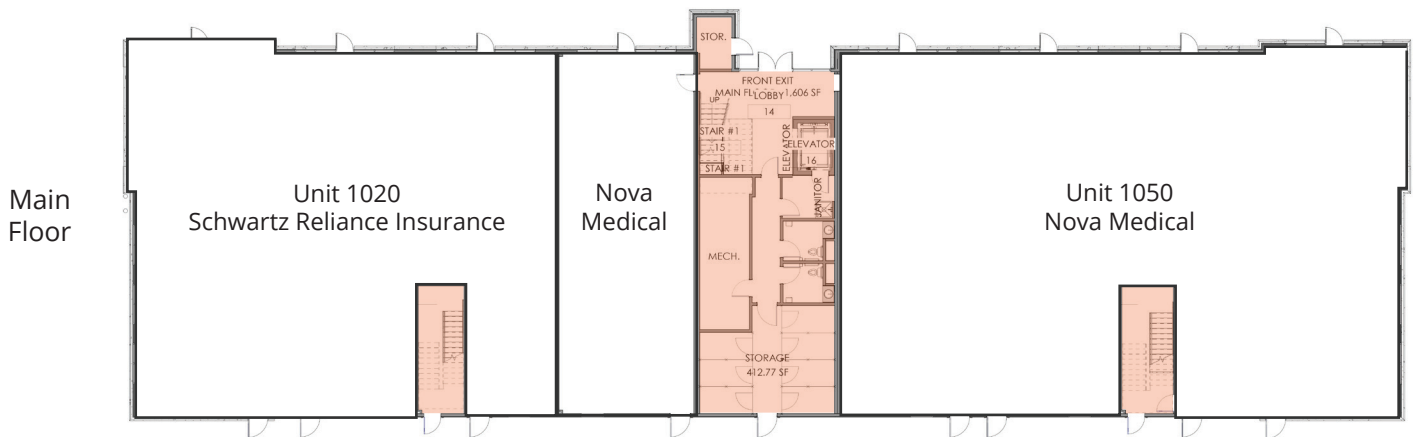 Main
Floor
Unit 1020
Schwartz Reliance Insurance
Nova
Medical
STOR.
FRONT EXIT
MAIN FL 1,606 SF
LOBBY
14
UP
STAIR #1
15
STAIR #1
ELEVATOR
ELEVATOR
16
JANITOR
MECH.
STORAGE
412.77 SF
Unit 1050
Nova Medical